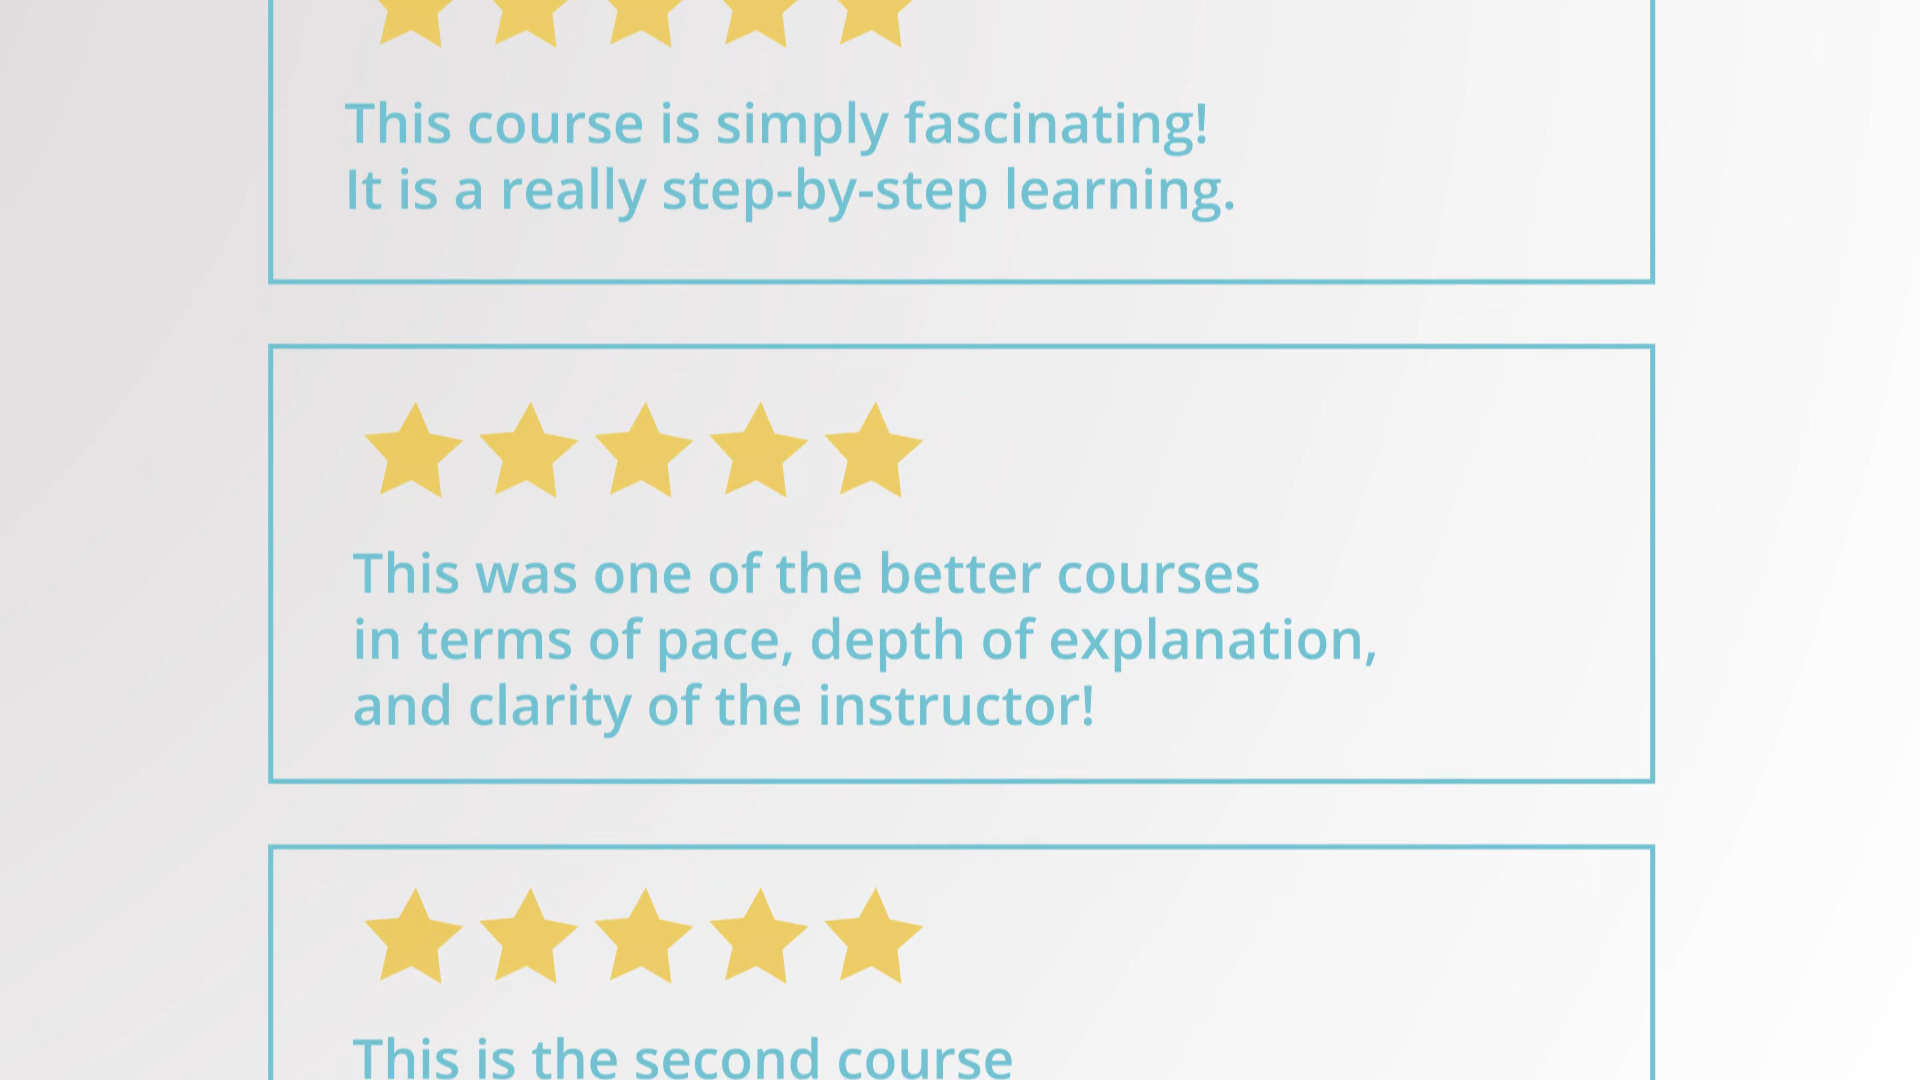 This course is simply fascinating!
It is a really step-by-step learning.
This was one of the better courses
in terms of pace, depth of explanation,
and clarity of the instructor!
This is the second course